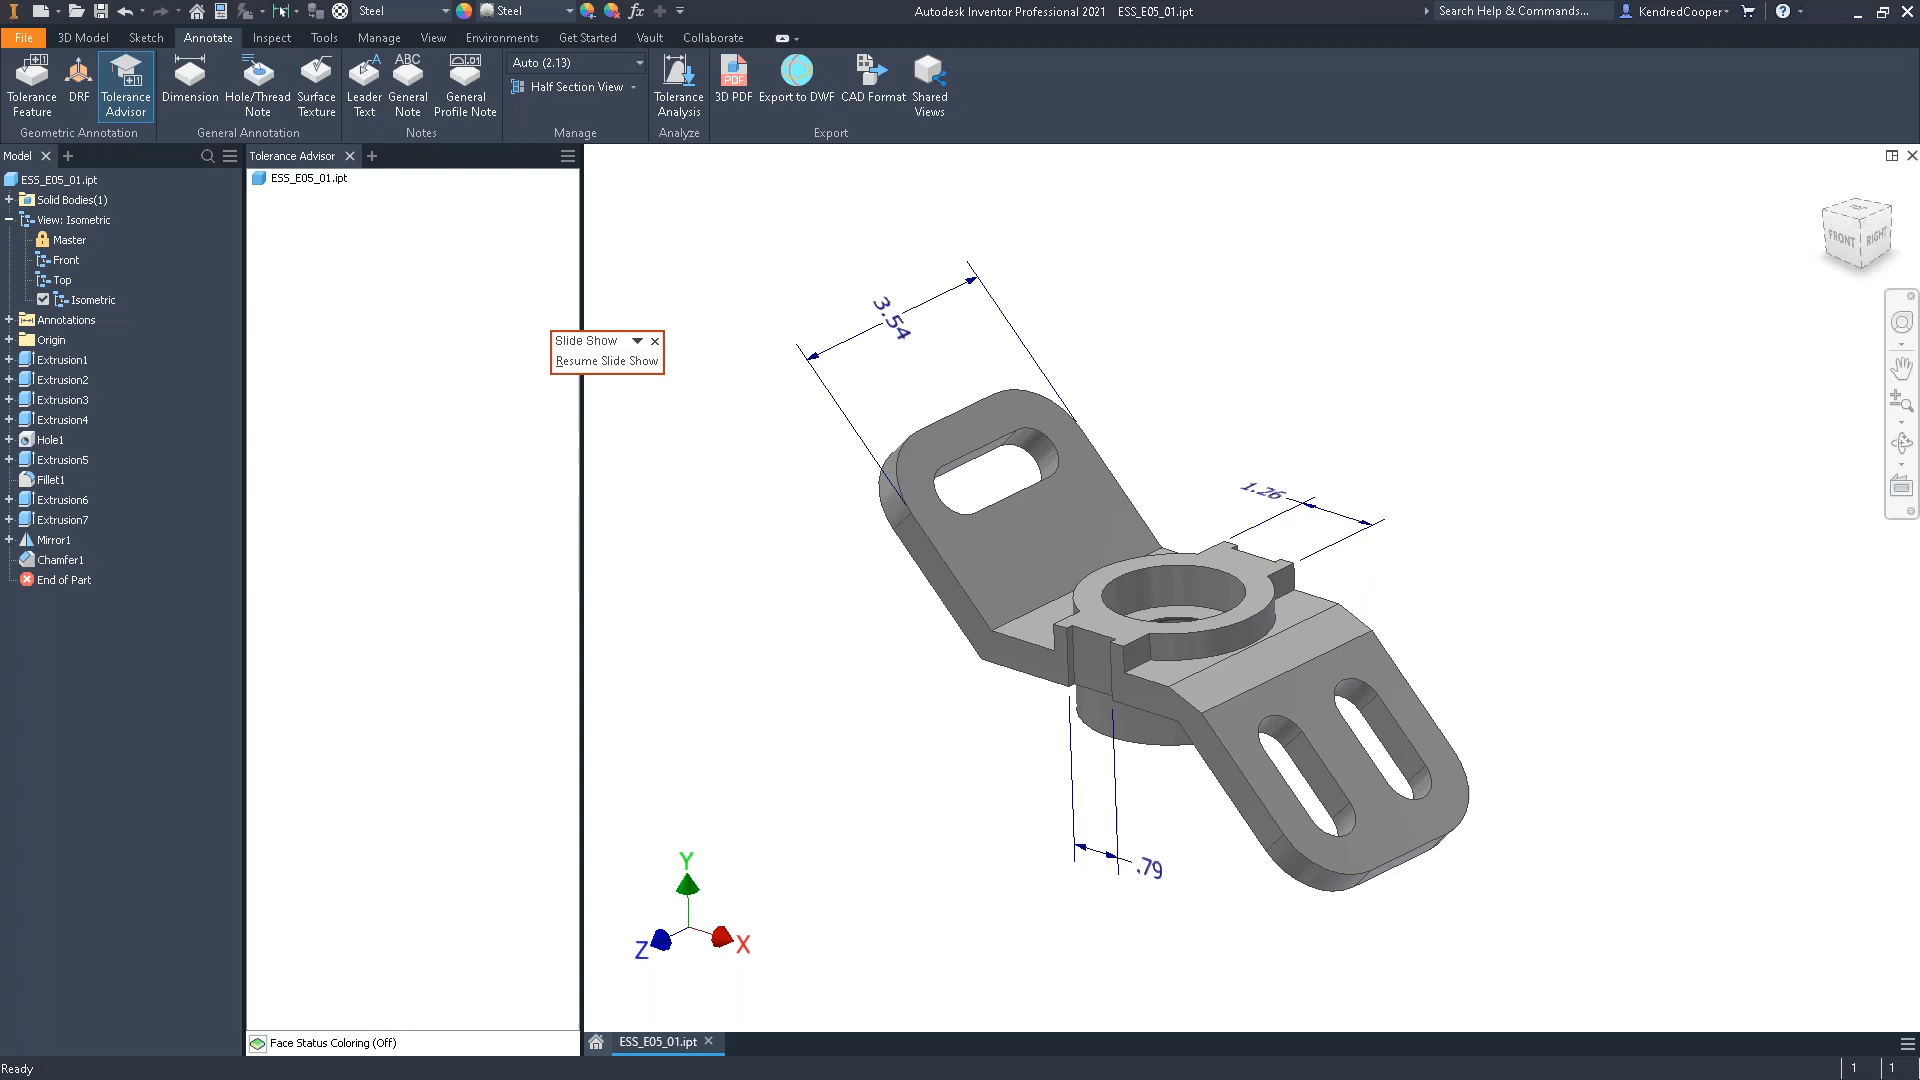 Steel
Steel
fx
Autodesk Inventor Professional 2021 ESS_E05_01.ipt
Search Help & Commands...
KendredCooper
File
3D Model
Sketch
Annotate
Inspect
Tools
Manage
View
Environments
Get Started
Vault
Collaborate
Tolerance
Feature
DRF
Tolerance
Advisor
Dimension
Hole/Thread
Note
Surface
Texture
Leader
Text
ABC
General
Note
General
Profile Note
Auto (2.13)
Half Section View
Tolerance
Analysis
PDF
3D PDF
Export to DWF
CAD Format
Shared
Views
Geometric Annotation
General Annotation
Notes
Manage
Analyze
Export
Model
Tolerance Advisor
ESS_E05_01.ipt
Solid Bodies(1)
View: Isometric
Master
Front
Top
Isometric
Annotations
Origin
Extrusion1
Extrusion2
Extrusion3
Extrusion4
Hole1
Extrusion5
Fillet1
Extrusion6
Extrusion7
Mirror1
Chamfer1
End of Part
ESS_E05_01.ipt
Slide Show
Resume Slide Show
3.54
1.26
.79
FRONT
RIGHT
Y
Z
X
Face Status Coloring (Off)
ESS_E05_01.ipt
Ready
1
1